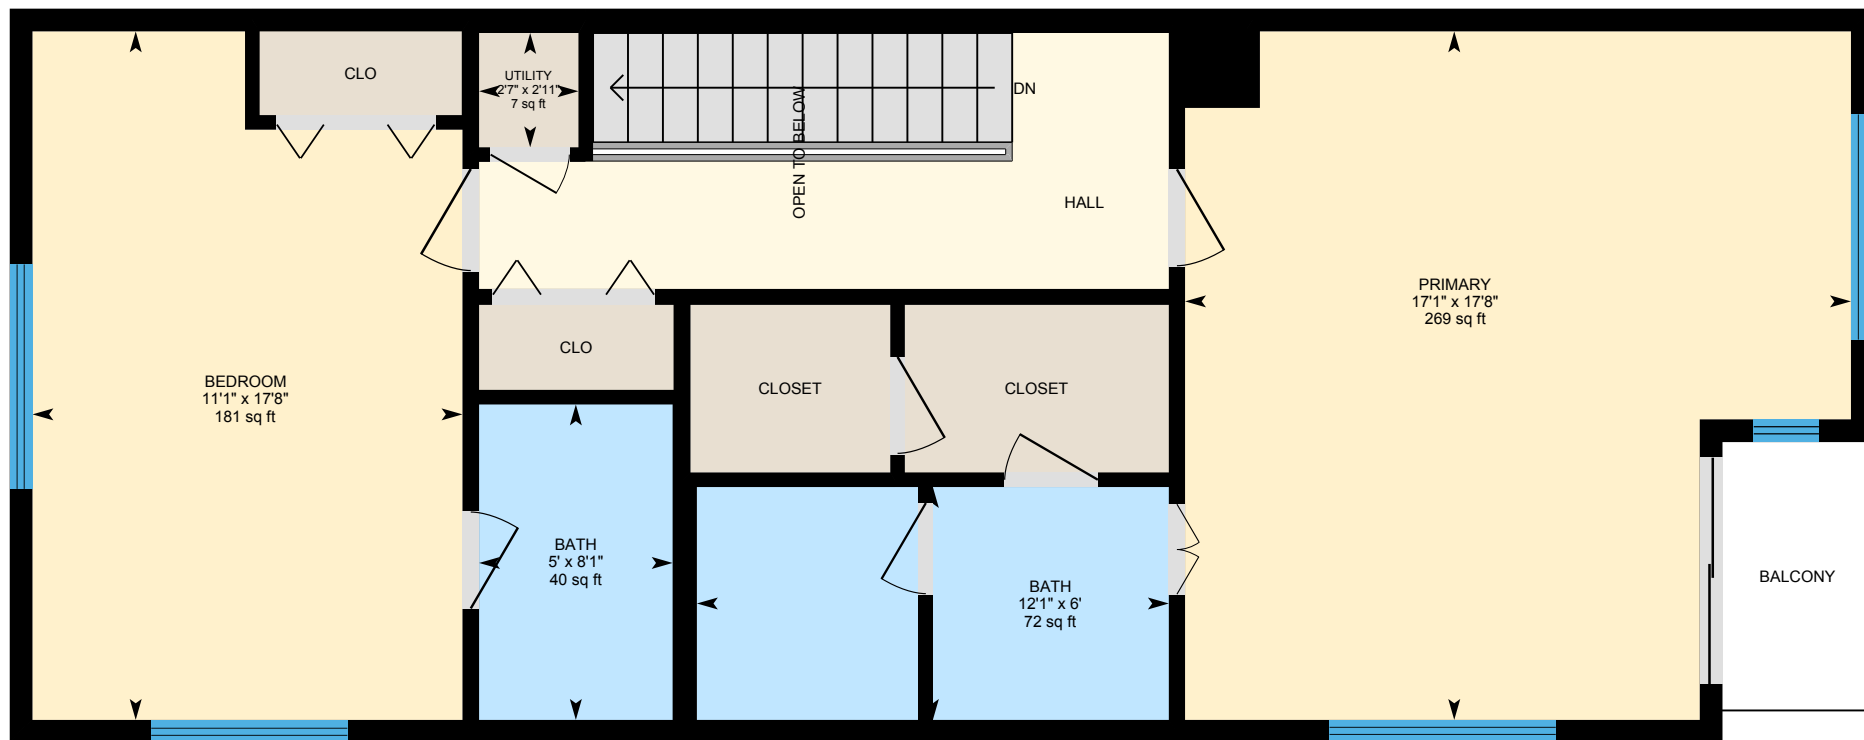 CLO
UTILITY
2'7" x 2'11"
7 sq ft
DN
OPEN TO BELOW
HALL
PRIMARY
17'1" x 17'8"
269 sq ft
CLO
BEDROOM
11'1" x 17'8"
181 sq ft
CLOSET
CLOSET
BATH
5' x 8'1"
40 sq ft
BATH
12'1" x 6'
72 sq ft
BALCONY